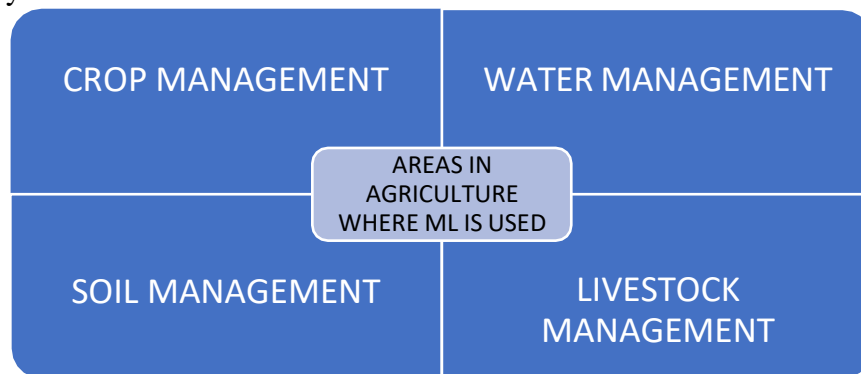 CROP MANAGEMENT
WATER MANAGEMENT
AREAS IN
AGRICULTURE
WHERE ML IS USED
SOIL MANAGEMENT
LIVESTOCK
MANAGEMENT